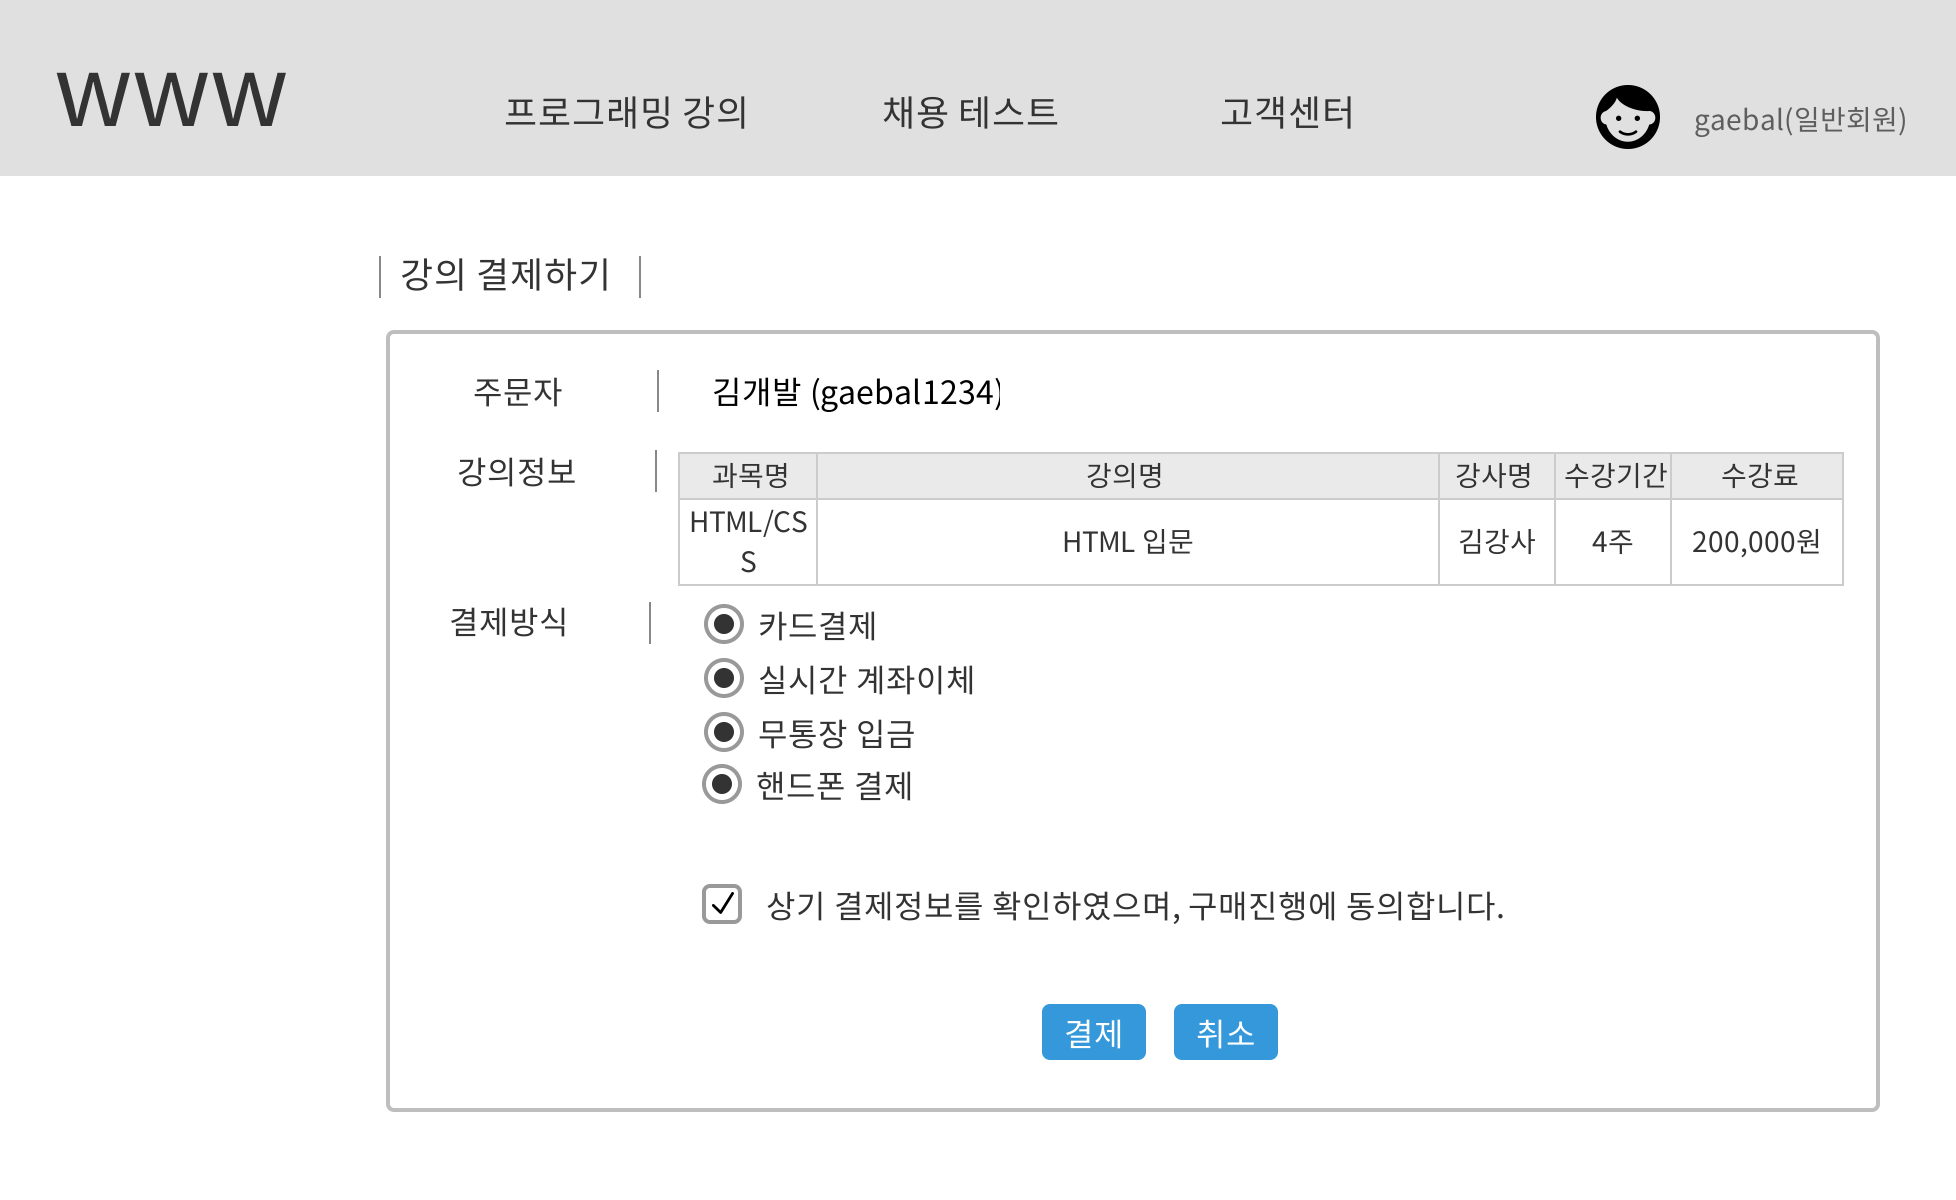 WWW
프로그래밍 강의 채용 테스트 고객센터 gaebal(일반회원)
강의 결제하기
주문자 김개발 (gaebal1234)
강의정보
과목명 강의명 강사명 수강기간 수강료
HTML/CS
S
HTML 입문 김강사 4주 200,000원
결제방식
카드결제
실시간 계좌이체
무통장 입금
핸드폰 결제
상기 결제정보를 확인하였으며, 구매진행에 동의합니다.
결제 취소